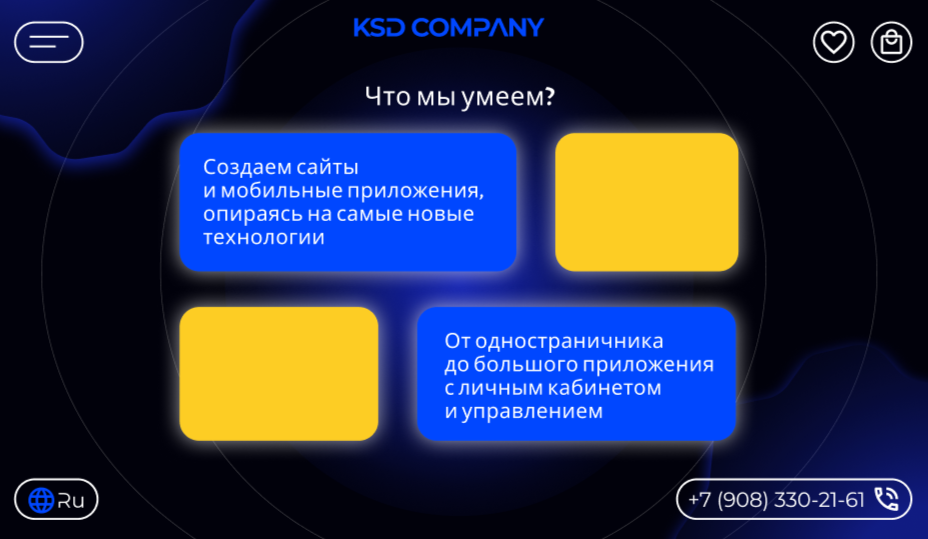 KSD COMPANY
Что мы умеем?
Создаем сайты
и мобильные приложения,
опираясь на самые новые
технологии
От одностраничника
до большого приложения
с личным кабинетом
и управлением
Ru
+7 (908) 330-21-61